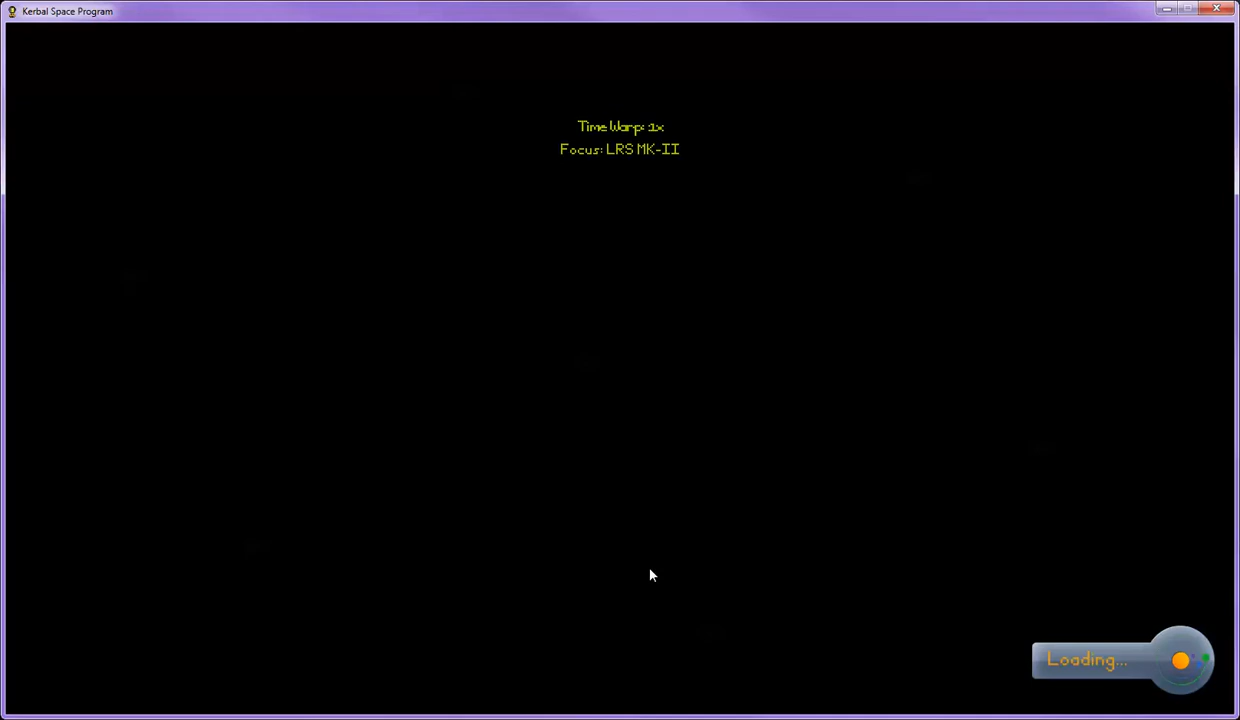 Kerbal Space Program
Time Warp: 1x
Focus: LRS MK-II
Loading...